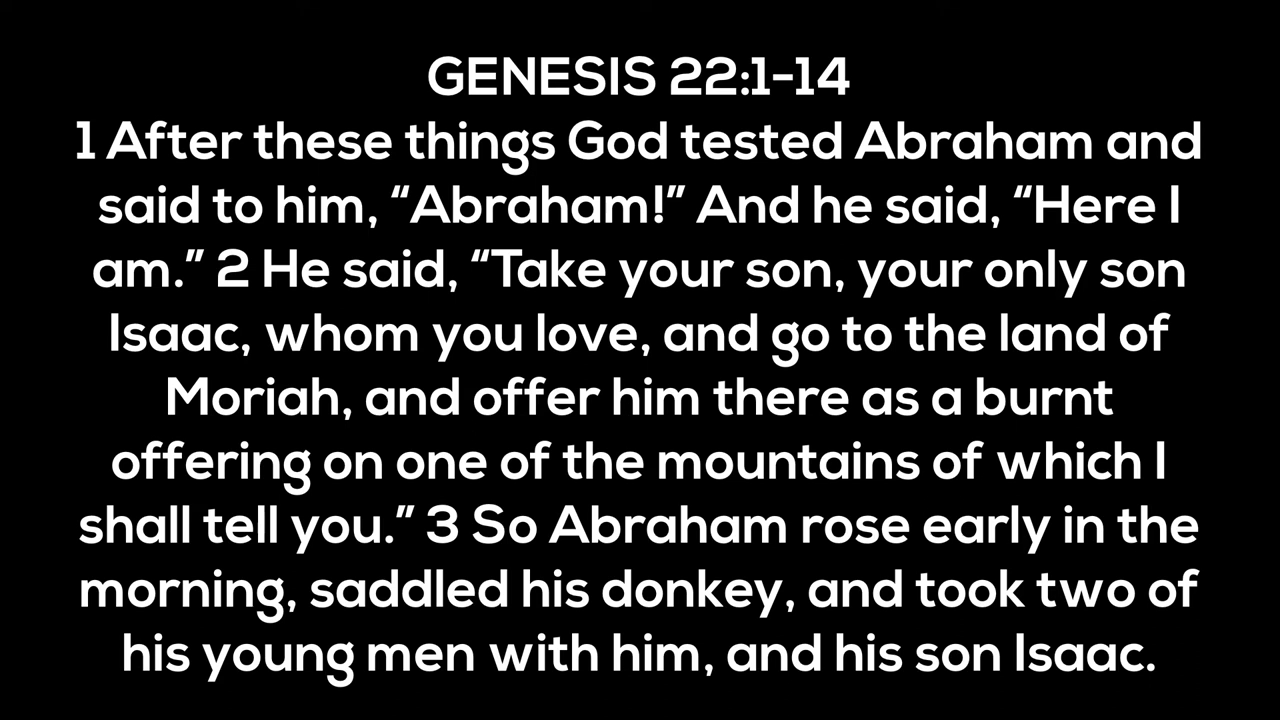 GENESIS 22:1-14
1 After these things God tested Abraham and
said to him, “Abraham!” And he said, “Here I
am.” 2 He said, “Take your son, your only son
Isaac, whom you love, and go to the land of
Moriah, and offer him there as a burnt
offering on one of the mountains of which I
shall tell you.” 3 So Abraham rose early in the
morning, saddled his donkey, and took two of
his young men with him, and his son Isaac.